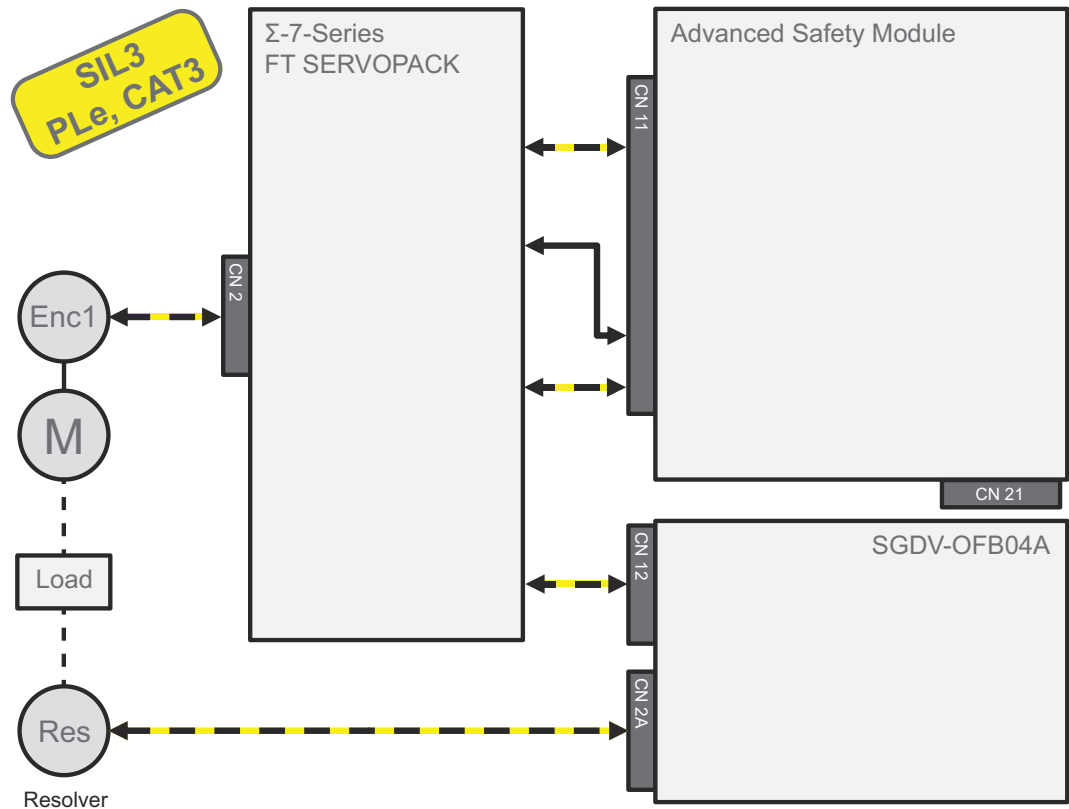 SIL3
PLe, CAT3
Σ-7-Series
FT SERVOPACK
Advanced Safety Module
CN 11
CN 2
Enc1
M
CN 21
SGDV-OFB04A
CN 12
Load
CN 2A
Res
Resolver